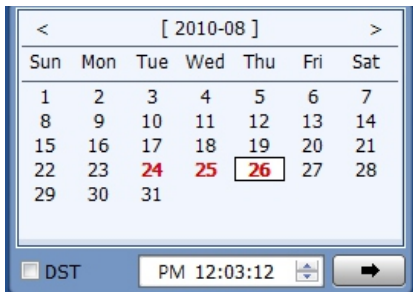 < [ 2010-08 ] >
Sun Mon Tue Wed Thu Fri Sat
1 2 3 4 5 6 7
8 9 10 11 12 13 14
15 16 17 18 19 20 21
22 23 24 25 26 27 28
29 30 31
DST PM 12:03:12